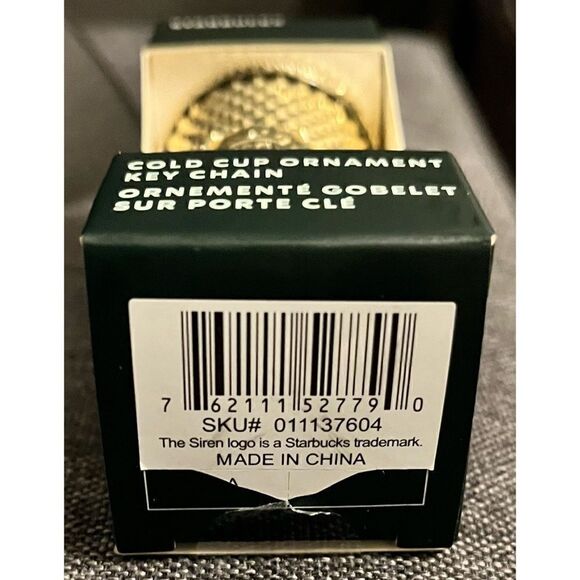 COLD CUP ORNAMENT
KEY CHAIN
ORNEMENTÉ GOBELET
SUR PORTE CLÉ
7 62111 52779 0
SKU# 011137604
The Siren logo is a Starbucks trademark.
MADE IN CHINA